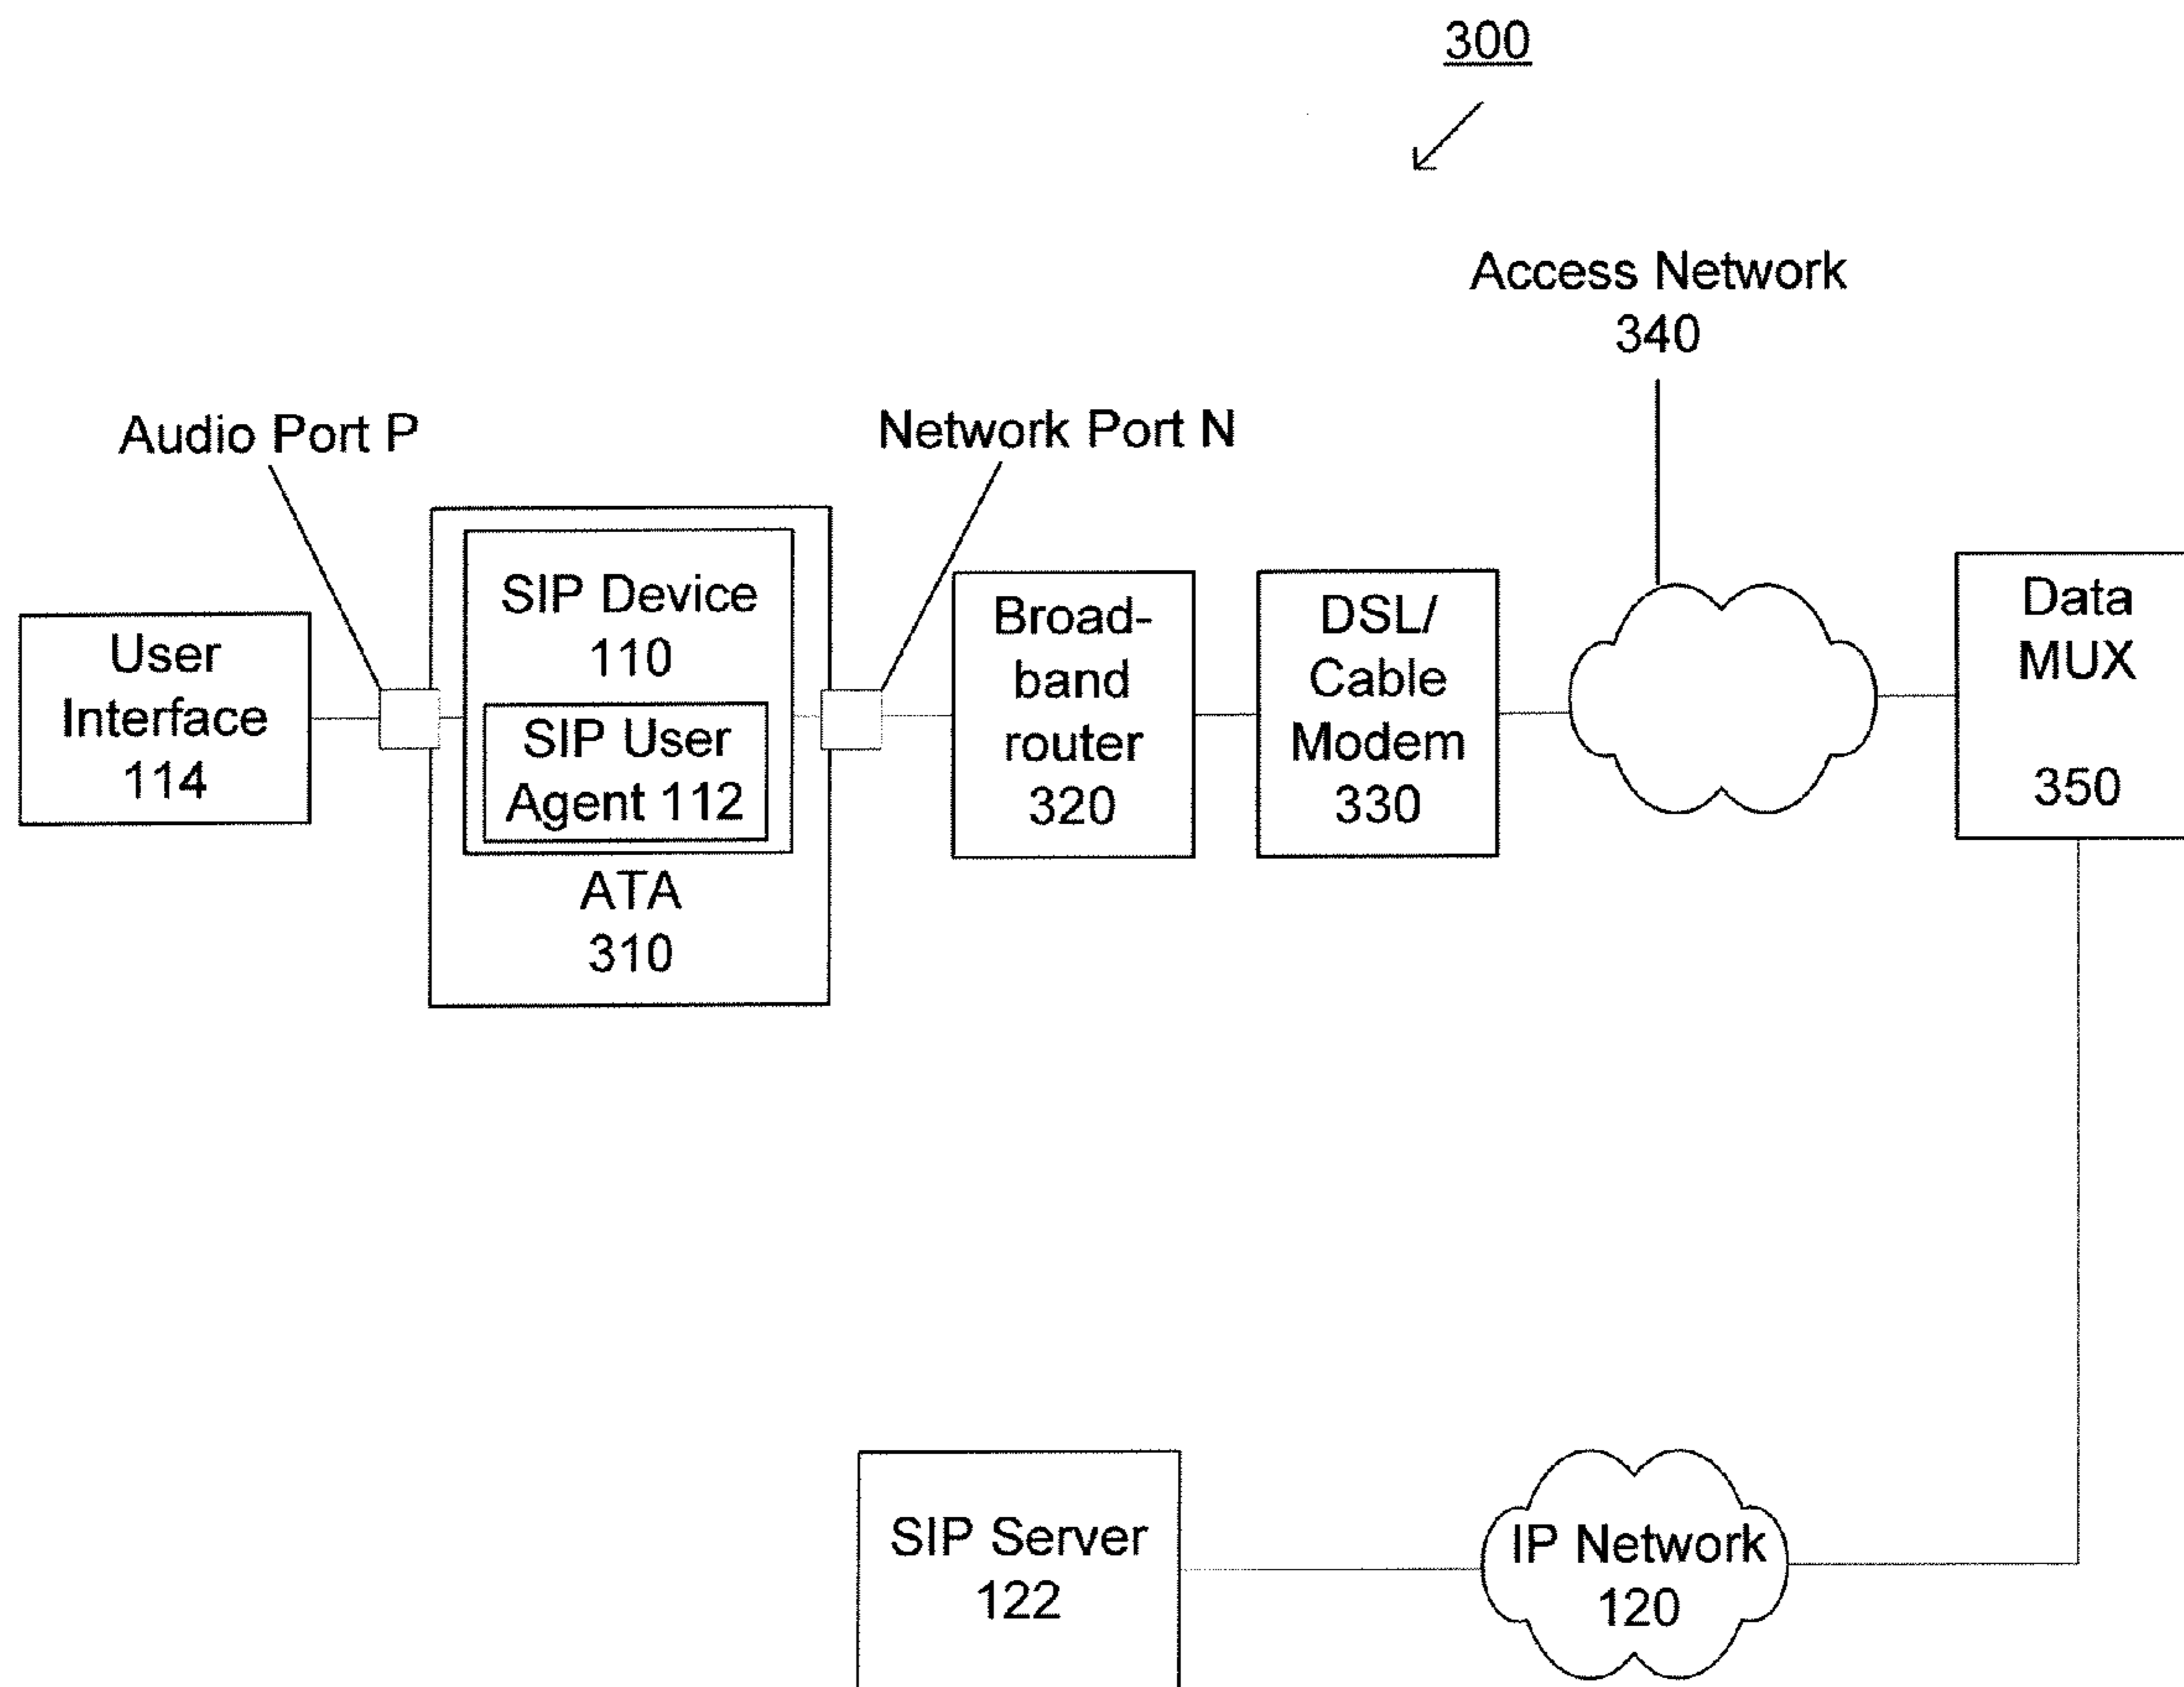 300
Access Network
340
Audio Port P
Network Port N
User
Interface
114
SIP Device
110
SIP User
Agent 112
ATA
310
Broad-
band
router
320
DSL/
Cable
Modem
330
Data
MUX
350
SIP Server
122
IP Network
120